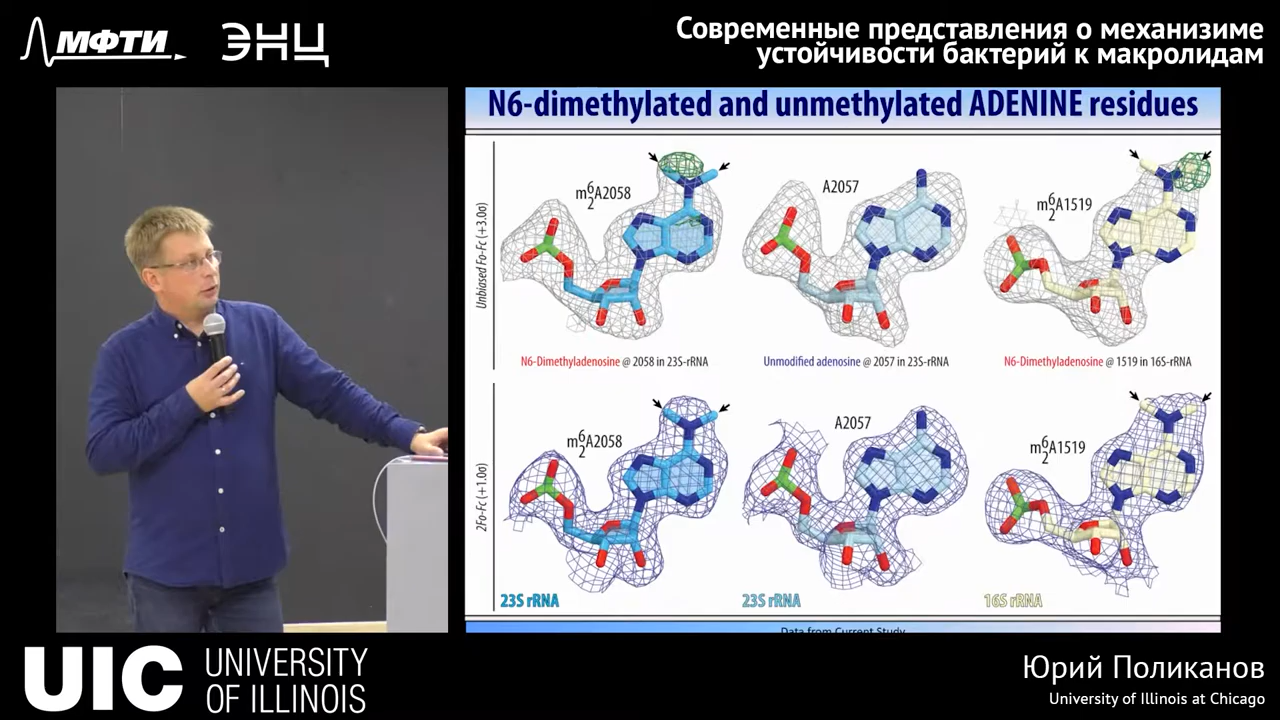 МФТИ
ЭНЦ
Современные представления о механизиме
устойчивости бактерий к макролидам
N6-dimethylated and unmethylated ADENINE residues
Unbiased Fo-Fc (+3.0σ)
m⁶₂A2058
A2057
m⁶₂A1519
N6-Dimethyladenosine @ 2058 in 23S-rRNA
Unmodified adenosine @ 2057 in 23S-rRNA
N6-Dimethyladenosine @ 1519 in 16S-rRNA
2Fo-Fc (+1.0σ)
m⁶₂A2058
A2057
m⁶₂A1519
23S rRNA
23S rRNA
16S rRNA
Data from Current Study
UIC
UNIVERSITY
OF ILLINOIS
Юрий Поликанов
University of Illinois at Chicago